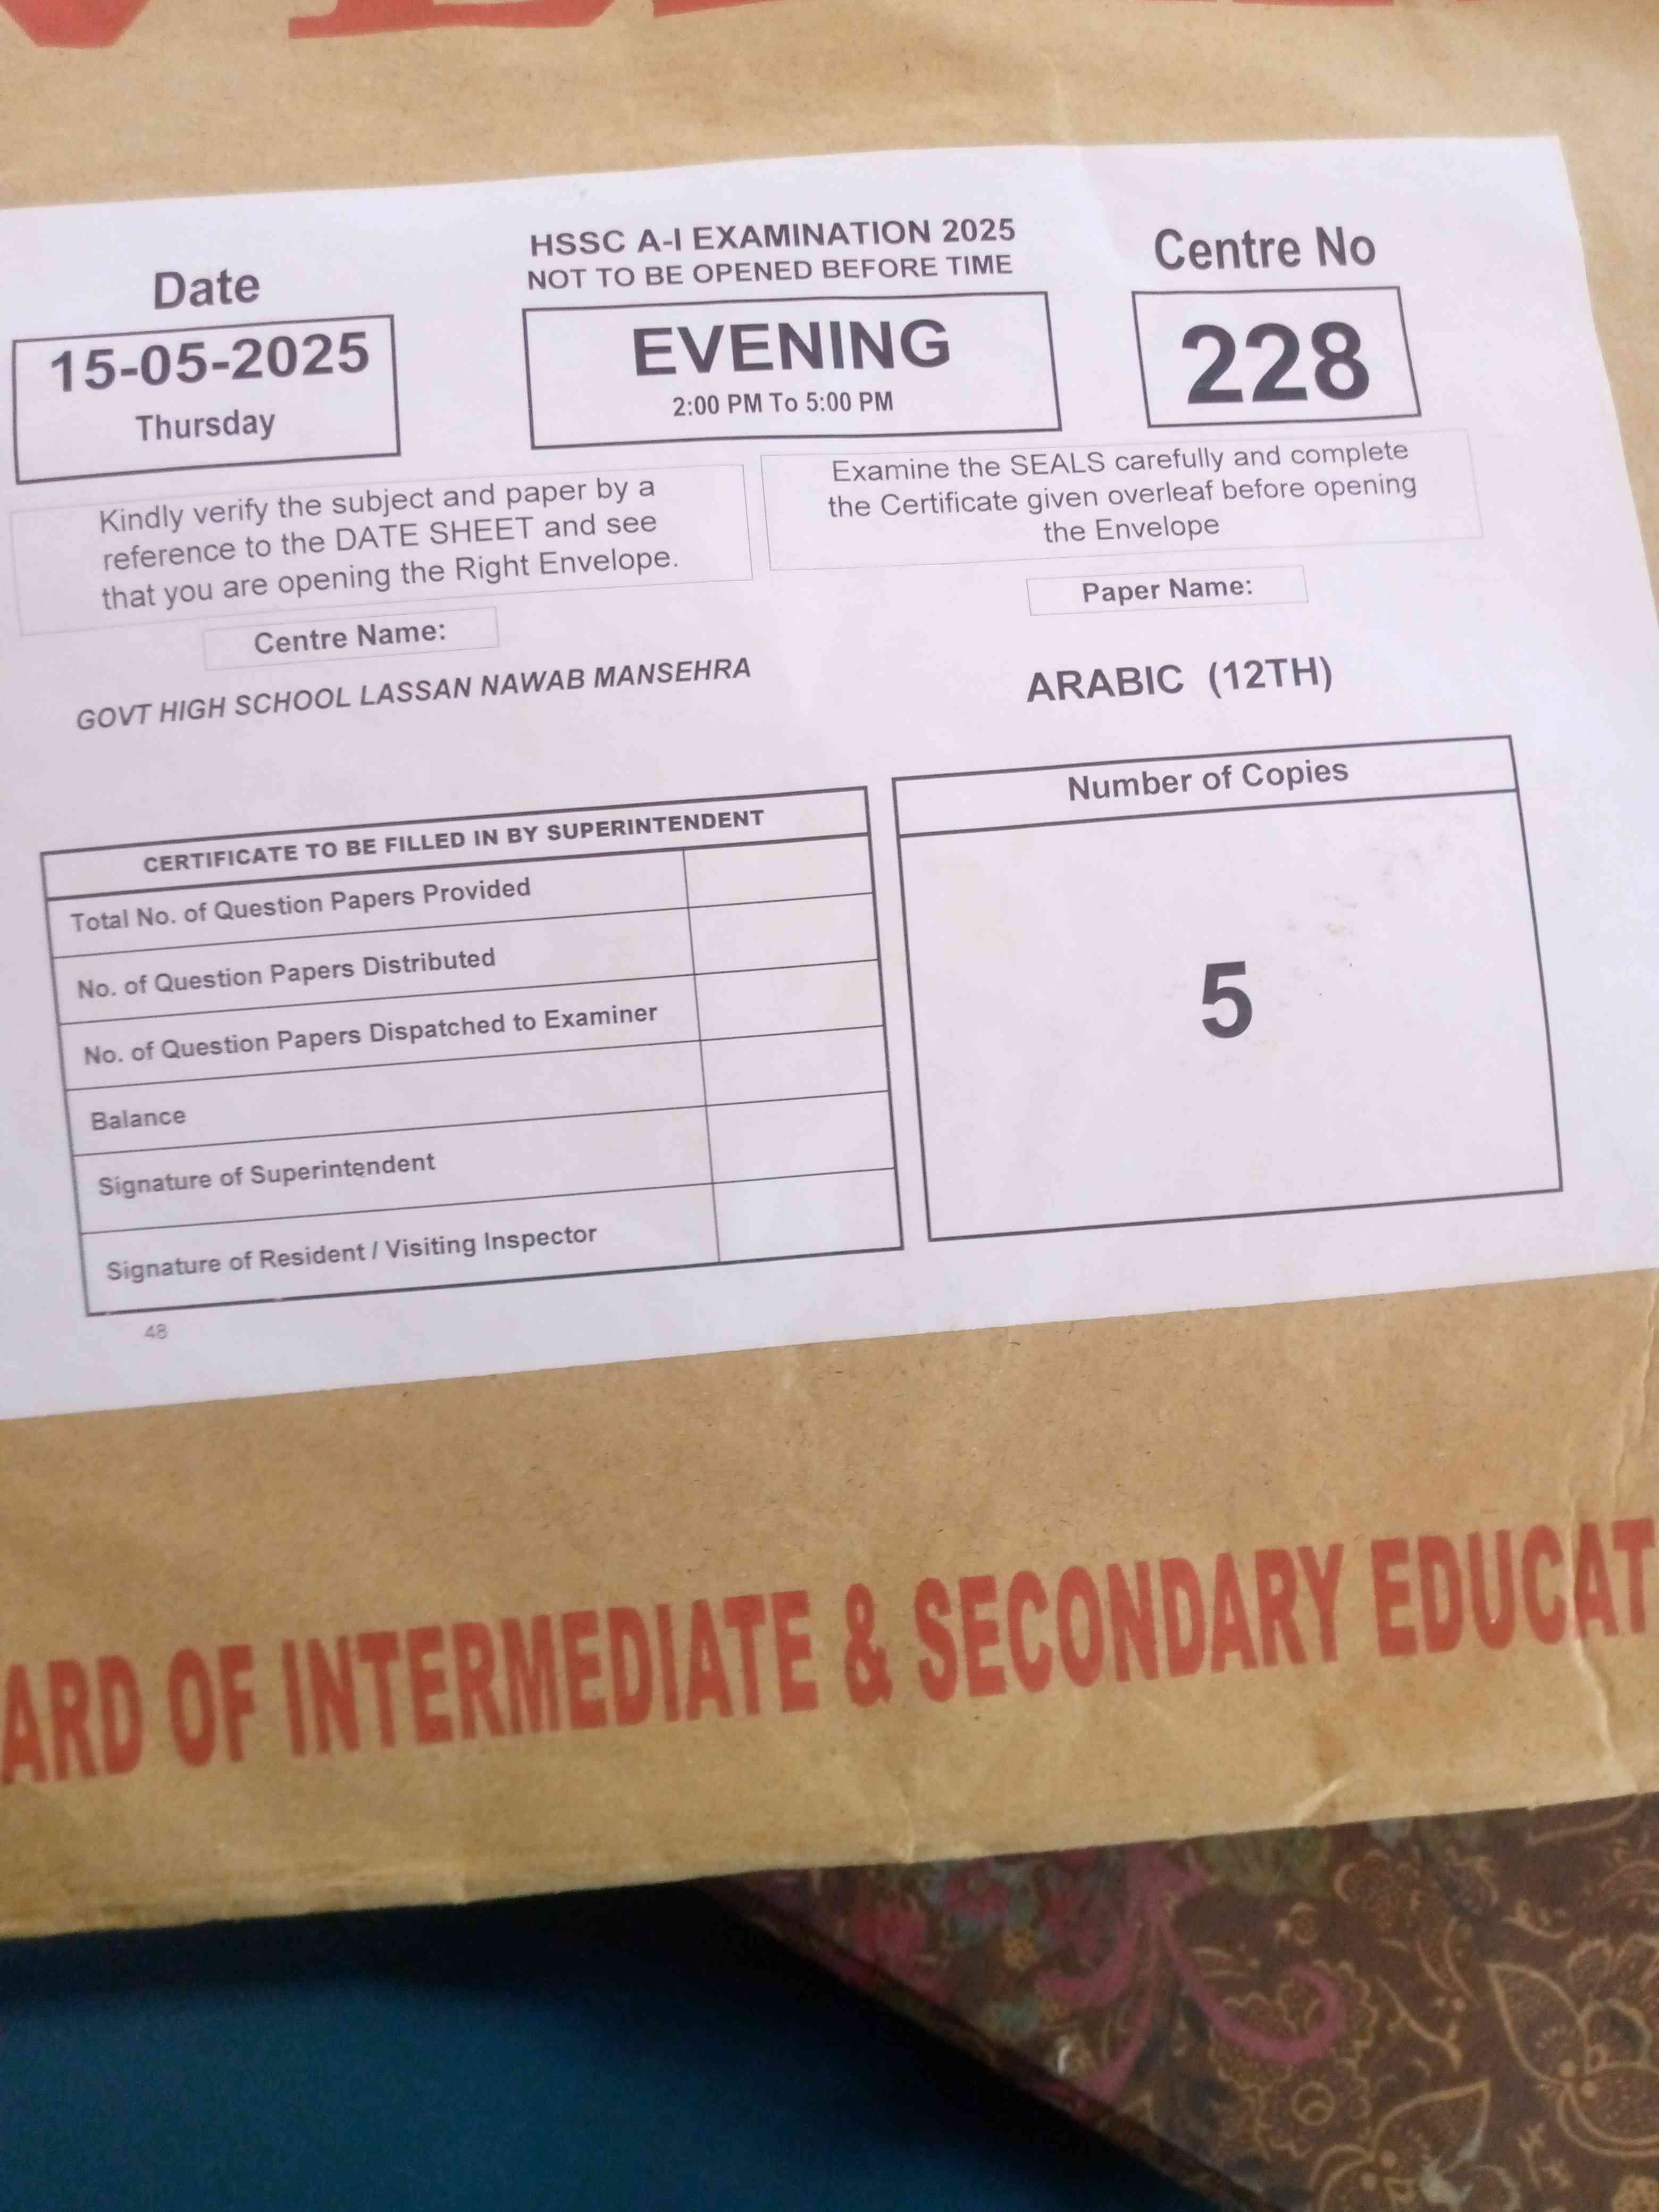 HSSC A-I EXAMINATION 2025
NOT TO BE OPENED BEFORE TIME
Date
15-05-2025
Thursday
EVENING
2:00 PM To 5:00 PM
Centre No
228
Kindly verify the subject and paper by a
reference to the DATE SHEET and see
that you are opening the Right Envelope.
Examine the SEALS carefully and complete
the Certificate given overleaf before opening
the Envelope
Centre Name:
GOVT HIGH SCHOOL LASSAN NAWAB MANSEHRA
Paper Name:
ARABIC (12TH)
CERTIFICATE TO BE FILLED IN BY SUPERINTENDENT
Total No. of Question Papers Provided
No. of Question Papers Distributed
No. of Question Papers Dispatched to Examiner
Balance
Signature of Superintendent
Signature of Resident / Visiting Inspector
Number of Copies
5
48
ARD OF INTERMEDIATE & SECONDARY EDUCAT